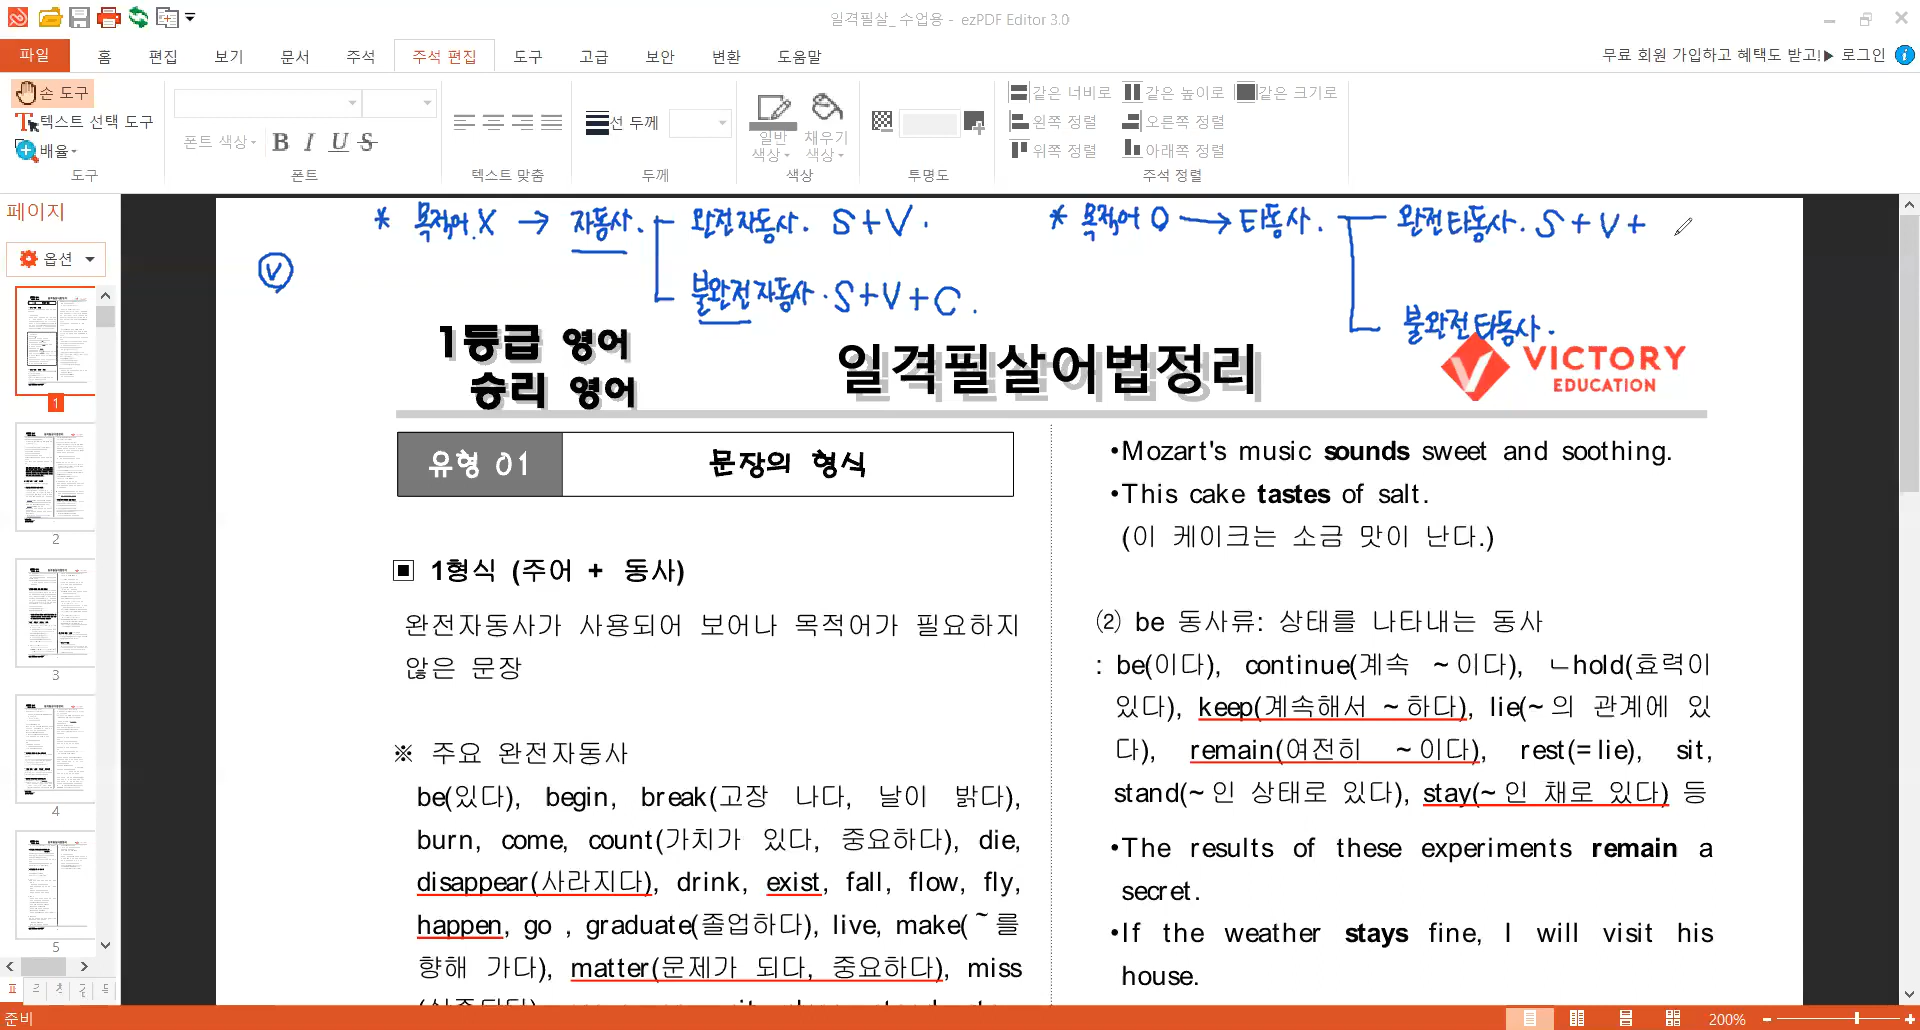 일격필살_ 수업용 - ezPDF Editor 3.0
파일 홈 편집 보기 문서 주석 주석 편집 도구 고급 보안 변환 도움말
무료 회원 가입하고 혜택도 받고!▶ 로그인
손 도구
텍스트 선택 도구
배율
도구
폰트 색상
B I U S
폰트
텍스트 맞춤
선 두께
두께
일반 색상
채우기 색상
색상
투명도
같은 너비로 같은 높이로 같은 크기로
왼쪽 정렬 오른쪽 정렬
위쪽 정렬 아래쪽 정렬
주석 정렬
페이지
옵션
1
2
3
4
5
* 목적어 X → 자동사. 완전자동사. S+V.
불완전자동사. S+V+C.
* 목적어 O → 타동사. 완전타동사. S+V+
불완전타동사.
V
1등급 영어
승리 영어
일격필살어법정리
VICTORY
EDUCATION
유형 01 문장의 형식
▣ 1형식 (주어 + 동사)
완전자동사가 사용되어 보어나 목적어가 필요하지
않은 문장
※ 주요 완전자동사
be(있다), begin, break(고장 나다, 날이 밝다),
burn, come, count(가치가 있다, 중요하다), die,
disappear(사라지다), drink, exist, fall, flow, fly,
happen, go , graduate(졸업하다), live, make(~를
향해 가다), matter(문제가 되다, 중요하다), miss
•Mozart's music sounds sweet and soothing.
•This cake tastes of salt.
(이 케이크는 소금 맛이 난다.)
⑵ be 동사류: 상태를 나타내는 동사
: be(이다), continue(계속 ~이다), ㄴhold(효력이
있다), keep(계속해서 ~하다), lie(~의 관계에 있
다), remain(여전히 ~이다), rest(=lie), sit,
stand(~인 상태로 있다), stay(~인 채로 있다) 등
•The results of these experiments remain a
secret.
•If the weather stays fine, I will visit his
house.
준비
200%